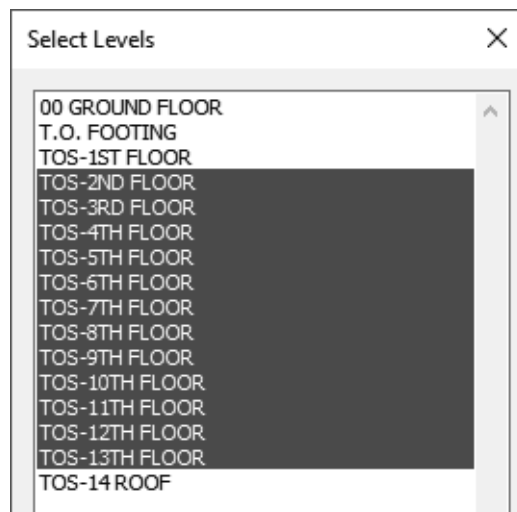 Select Levels
00 GROUND FLOOR
T.O. FOOTING
TOS-1ST FLOOR
TOS-2ND FLOOR
TOS-3RD FLOOR
TOS-4TH FLOOR
TOS-5TH FLOOR
TOS-6TH FLOOR
TOS-7TH FLOOR
TOS-8TH FLOOR
TOS-9TH FLOOR
TOS-10TH FLOOR
TOS-11TH FLOOR
TOS-12TH FLOOR
TOS-13TH FLOOR
TOS-14 ROOF